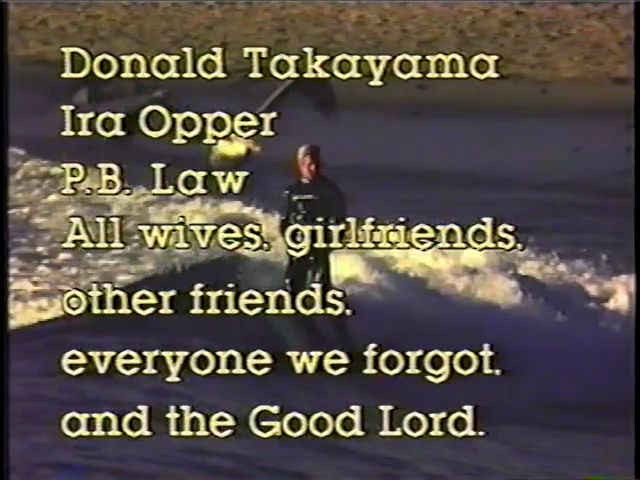 Donald Takayama
Ira Opper
P.B. Law
All wives, girlfriends,
other friends,
everyone we forgot,
and the Good Lord.